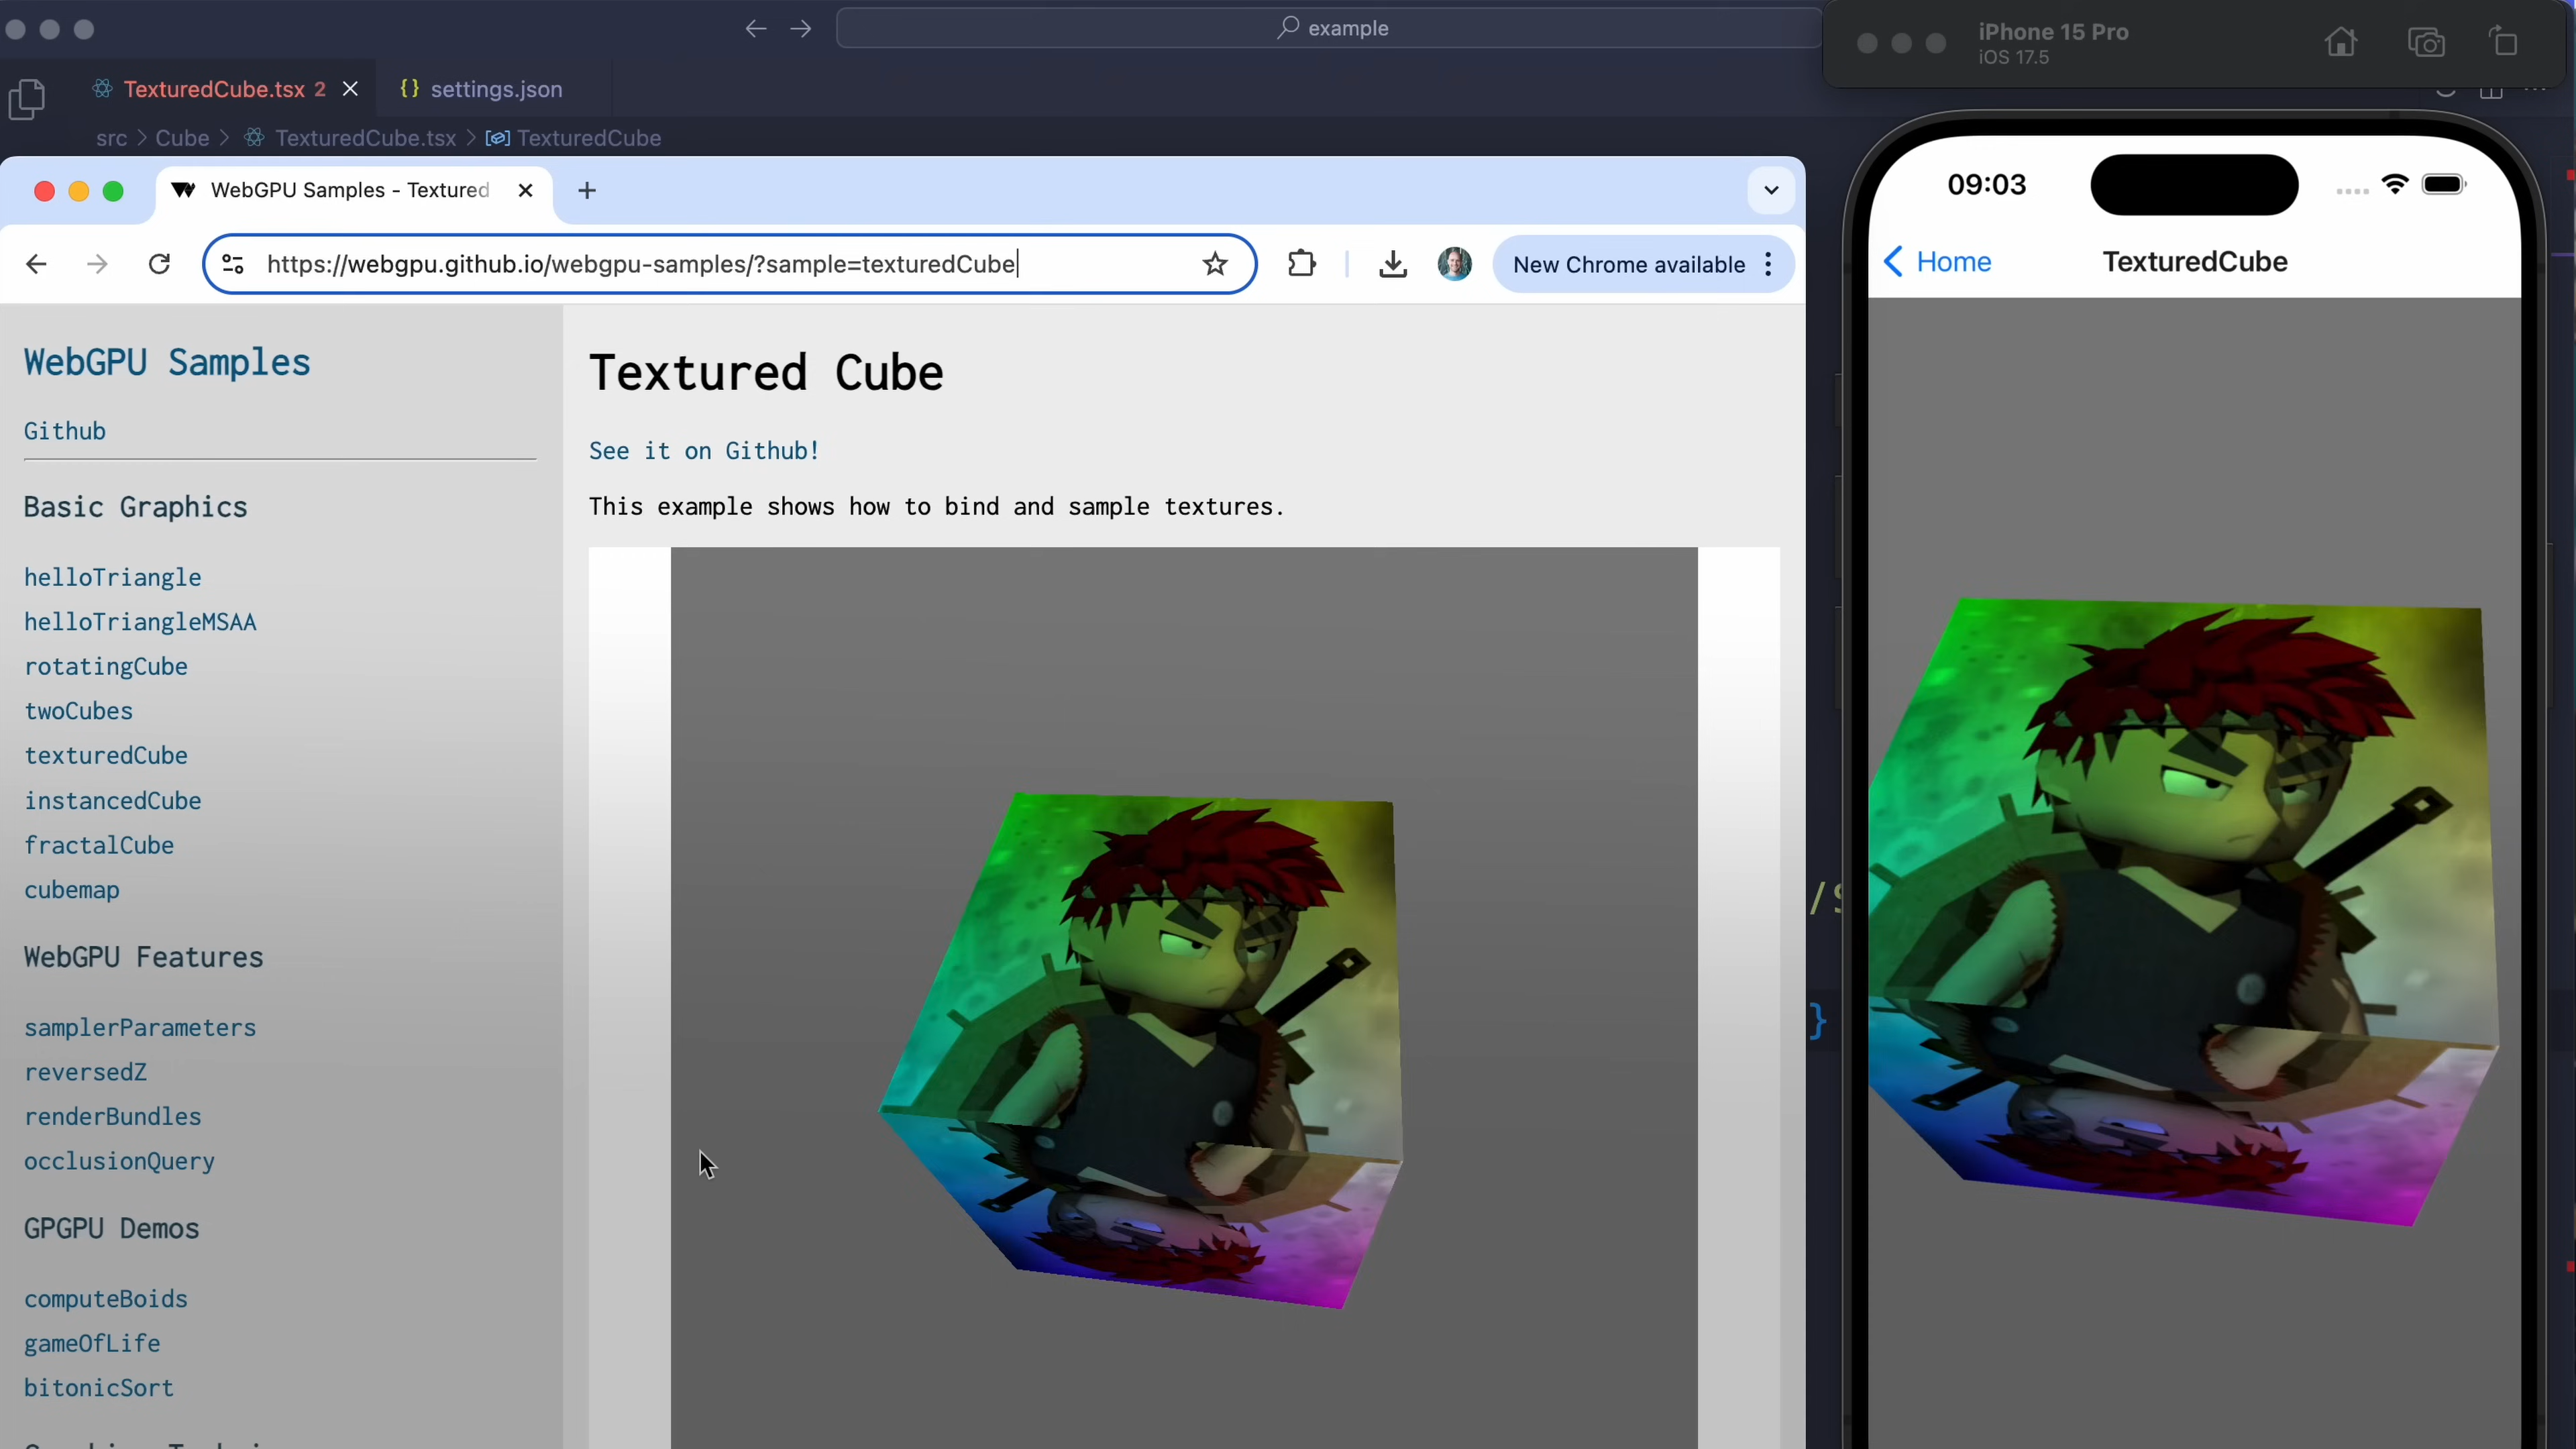 example
TexturedCube.tsx 2
{} settings.json
src > Cube > TexturedCube.tsx > TexturedCube
WebGPU Samples - Textured
https://webgpu.github.io/webgpu-samples/?sample=texturedCube
New Chrome available
WebGPU Samples
Github
Basic Graphics
helloTriangle
helloTriangleMSAA
rotatingCube
twoCubes
texturedCube
instancedCube
fractalCube
cubemap
WebGPU Features
samplerParameters
reversedZ
renderBundles
occlusionQuery
GPGPU Demos
computeBoids
gameOfLife
bitonicSort
Textured Cube
See it on Github!
This example shows how to bind and sample textures.
}
iPhone 15 Pro
iOS 17.5
09:03
Home
TexturedCube